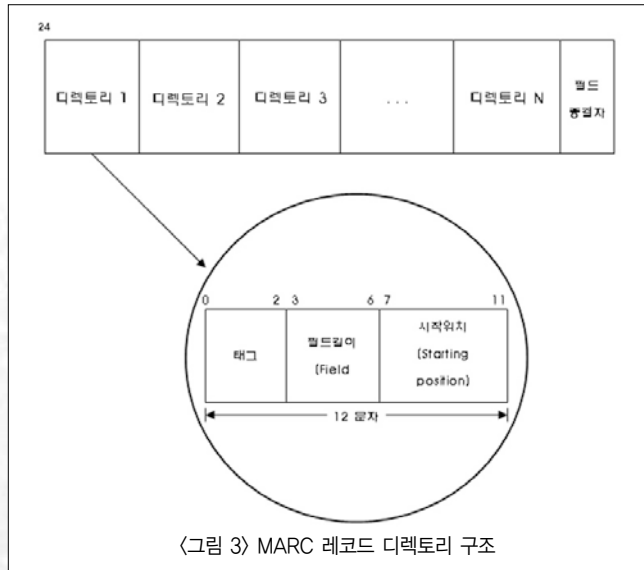 24
디렉토리 1 디렉토리 2 디렉토리 3 ... 디렉토리 N 필드
종결자
0 2 3 6 7 11
태그 필드길이 시작위치
(Field (Starting
position)
12 문자
〈그림 3〉 MARC 레코드 디렉토리 구조